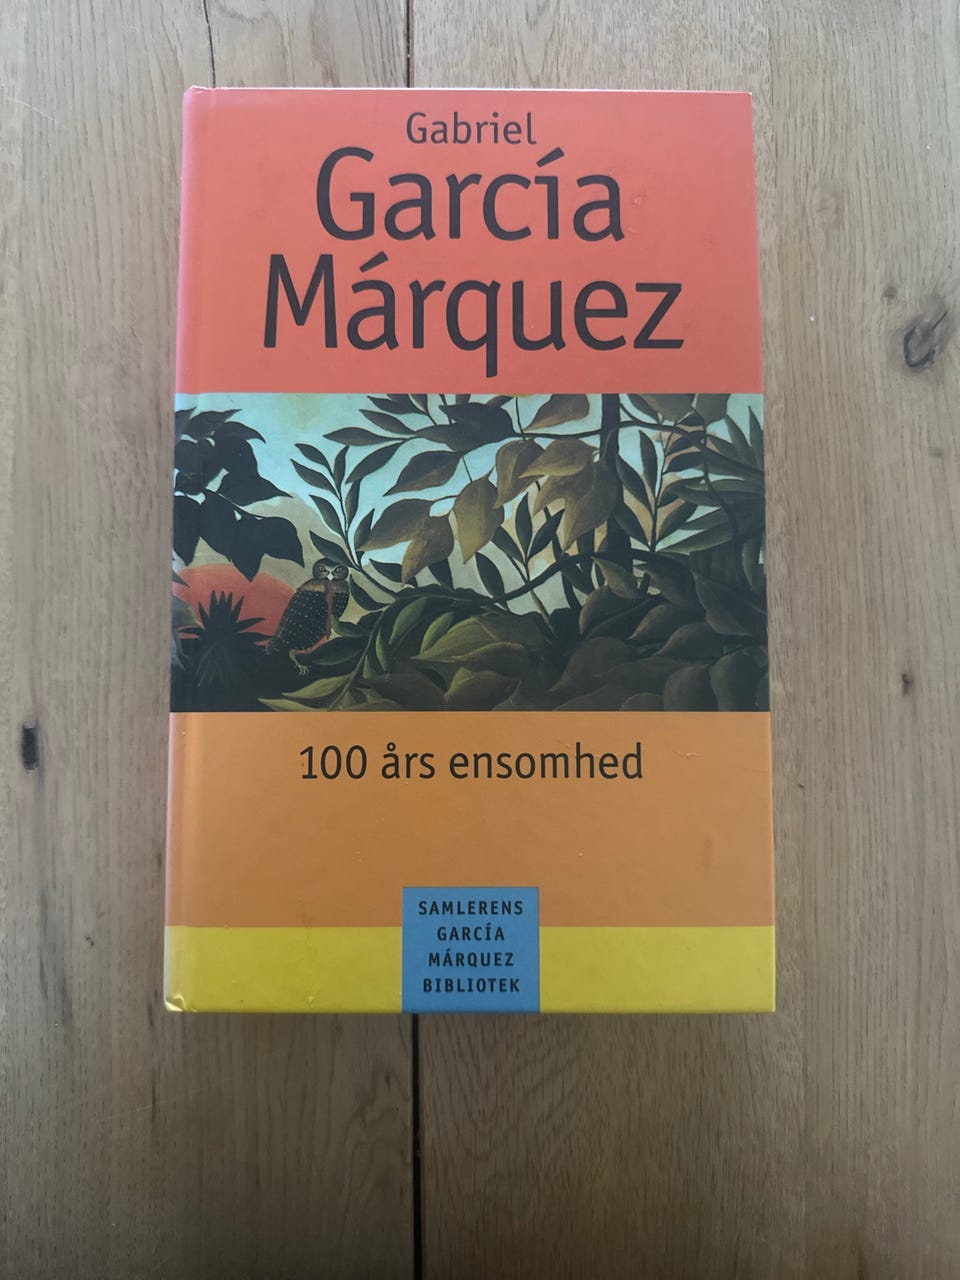 Gabriel
García
Márquez
100 års ensomhed
SAMLERENS
GARCÍA
MÁRQUEZ
BIBLIOTEK